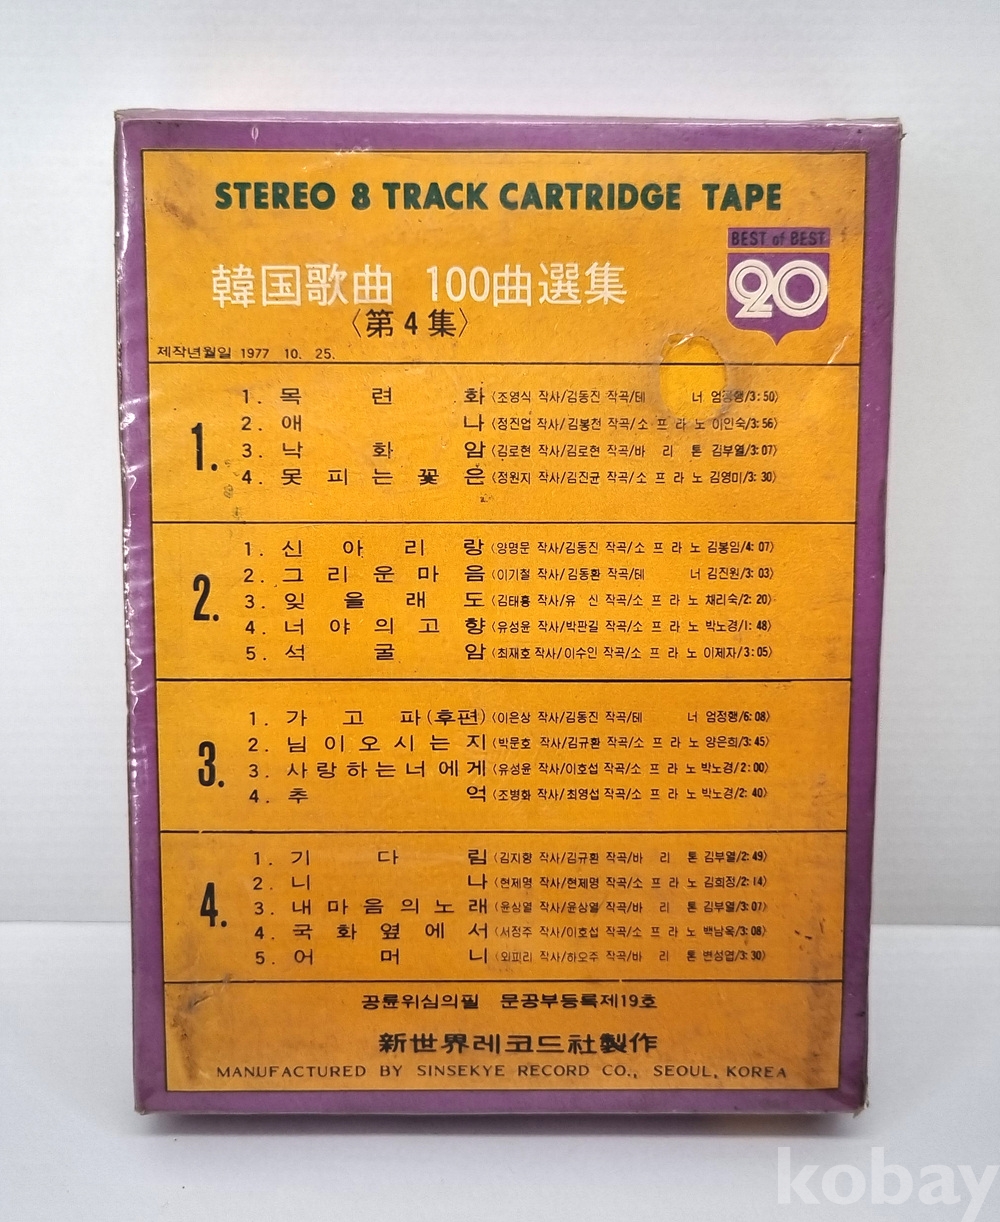 STEREO 8 TRACK CARTRIDGE TAPE
BEST of BEST
20
韓国歌曲 100曲選集
〈第4集〉
제작년월일 1977 10. 25.
1.
1. 목련화 〈조영식 작사/김동진 작곡/테너 엄정행/3:50〉
2. 애나 〈정진업 작사/김봉천 작곡/소프라노 이인숙/3:56〉
3. 낙화암 〈김로현 작사/김로현 작곡/바리톤 김부열/3:07〉
4. 못피는꽃은 〈정원지 작사/김진균 작곡/소프라노 김영미/3:30〉
2.
1. 신아리랑 〈양명문 작사/김동진 작곡/소프라노 김봉임/4:07〉
2. 그리운마음 〈이기철 작사/김동환 작곡/테너 김진원/3:03〉
3. 잊을래도 〈김태홍 작사/유 신 작곡/소프라노 채리숙/2:20〉
4. 너야의고향 〈유성윤 작사/박판길 작곡/소프라노 박노경/1:48〉
5. 석굴암 〈최재호 작사/이수인 작곡/소프라노 이제자/3:05〉
3.
1. 가고파(후편) 〈이은상 작사/김동진 작곡/테너 엄정행/6:08〉
2. 님이오시는지 〈박문호 작사/김규환 작곡/소프라노 양은희/3:45〉
3. 사랑하는너에게 〈유성윤 작사/이호섭 작곡/소프라노 박노경/2:00〉
4. 추억 〈조병화 작사/최영섭 작곡/소프라노 박노경/2:40〉
4.
1. 기다림 〈김지향 작사/김규환 작곡/바리톤 김부열/2:49〉
2. 니나 〈현제명 작사/현제명 작곡/소프라노 김희정/2:14〉
3. 내마음의노래 〈윤상열 작사/윤상열 작곡/바리톤 김부열/3:07〉
4. 국화옆에서 〈서정주 작사/이호섭 작곡/소프라노 백남옥/3:08〉
5. 어머니 〈외피리 작사/하오주 작곡/바리톤 변성엽/3:30〉
공륜위심의필 문공부등록제19호
新世界레코드社製作
MANUFACTURED BY SINSEKYE RECORD CO., SEOUL, KOREA
kobay